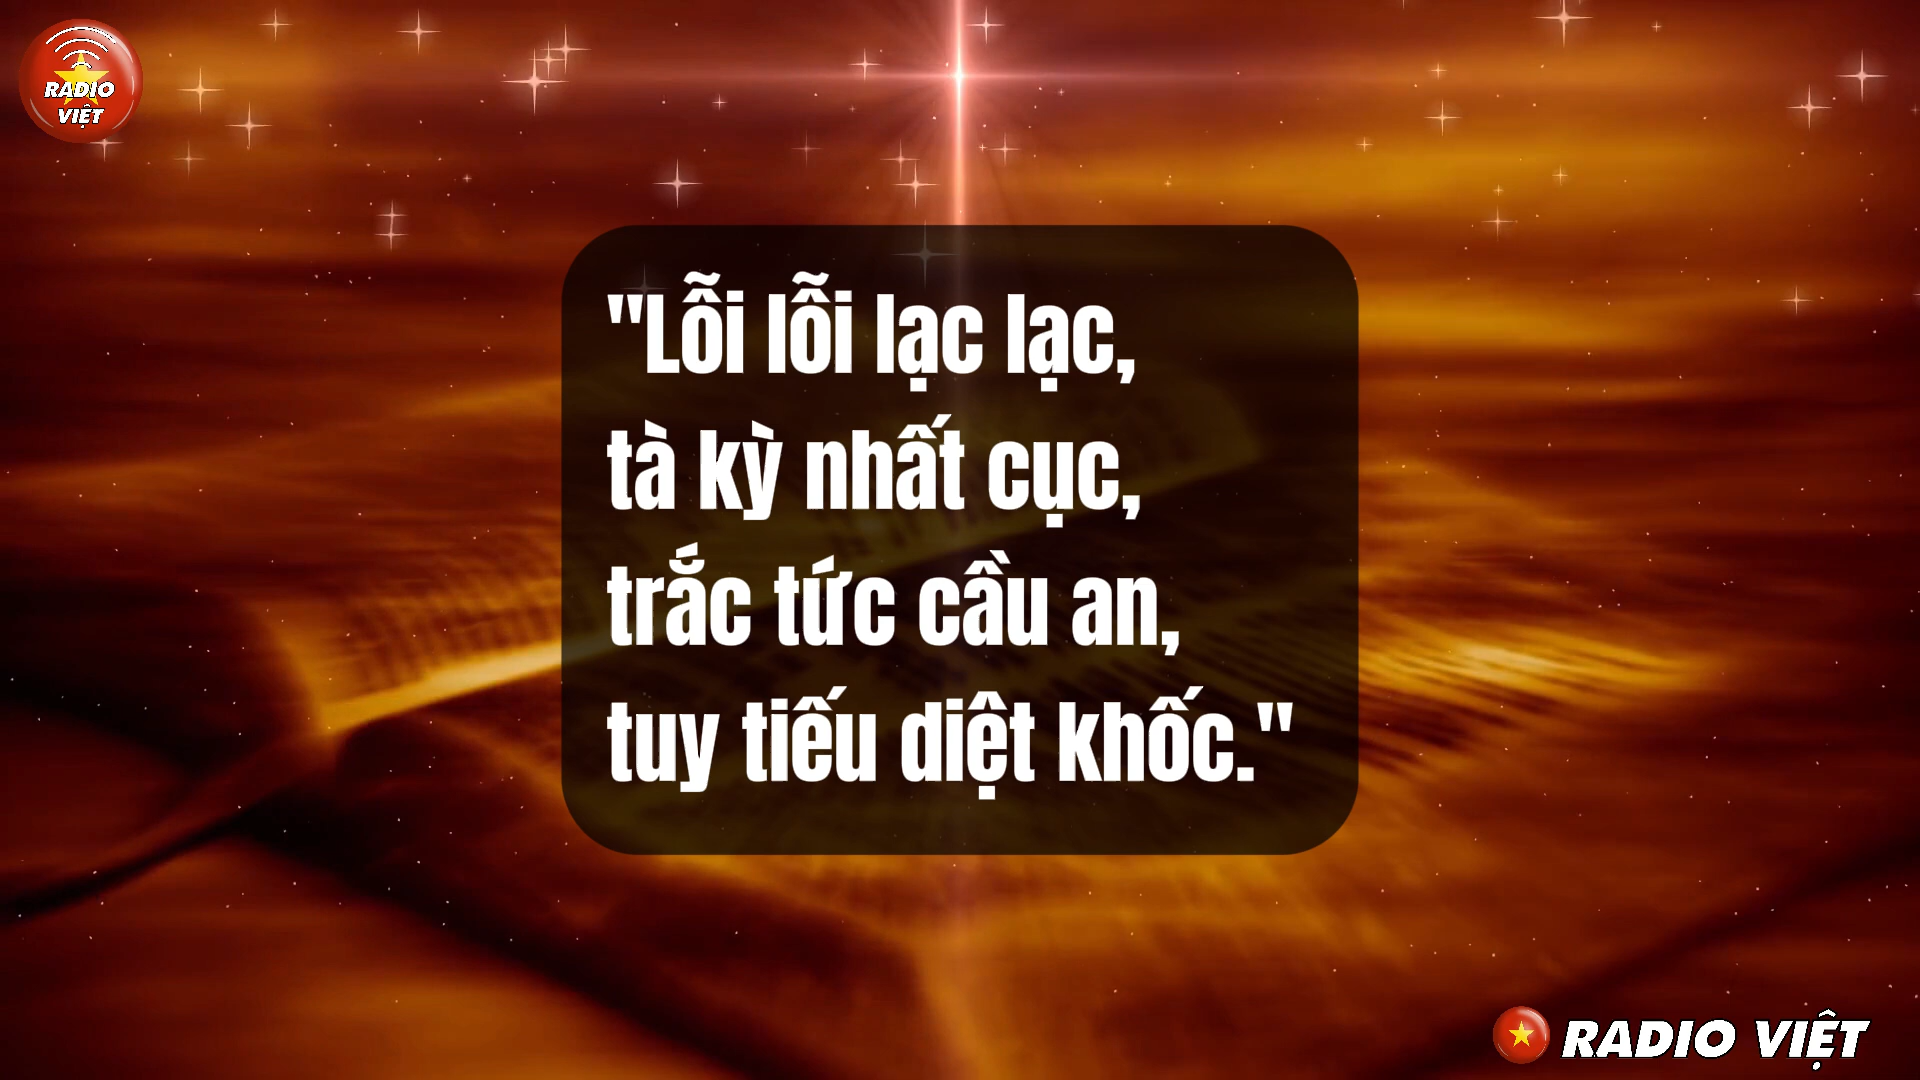 RADIO
VIỆT
"Lỗi lỗi lạc lạc,
tà kỳ nhất cục,
trắc tức cầu an,
tuy tiếu diệt khốc."
RADIO VIỆT